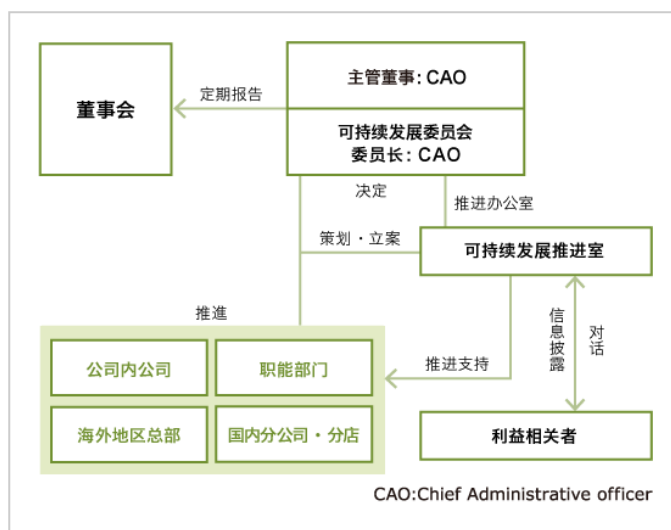 主管董事：CAO
定期报告
董事会
可持续发展委员会
委员长：CAO
决定
推进办公室
策划·立案
可持续发展推进室
推進
信息披露
对话
公司内公司
职能部门
推进支持
海外地区总部
国内分公司·分店
利益相关者
CAO:Chief Administrative officer